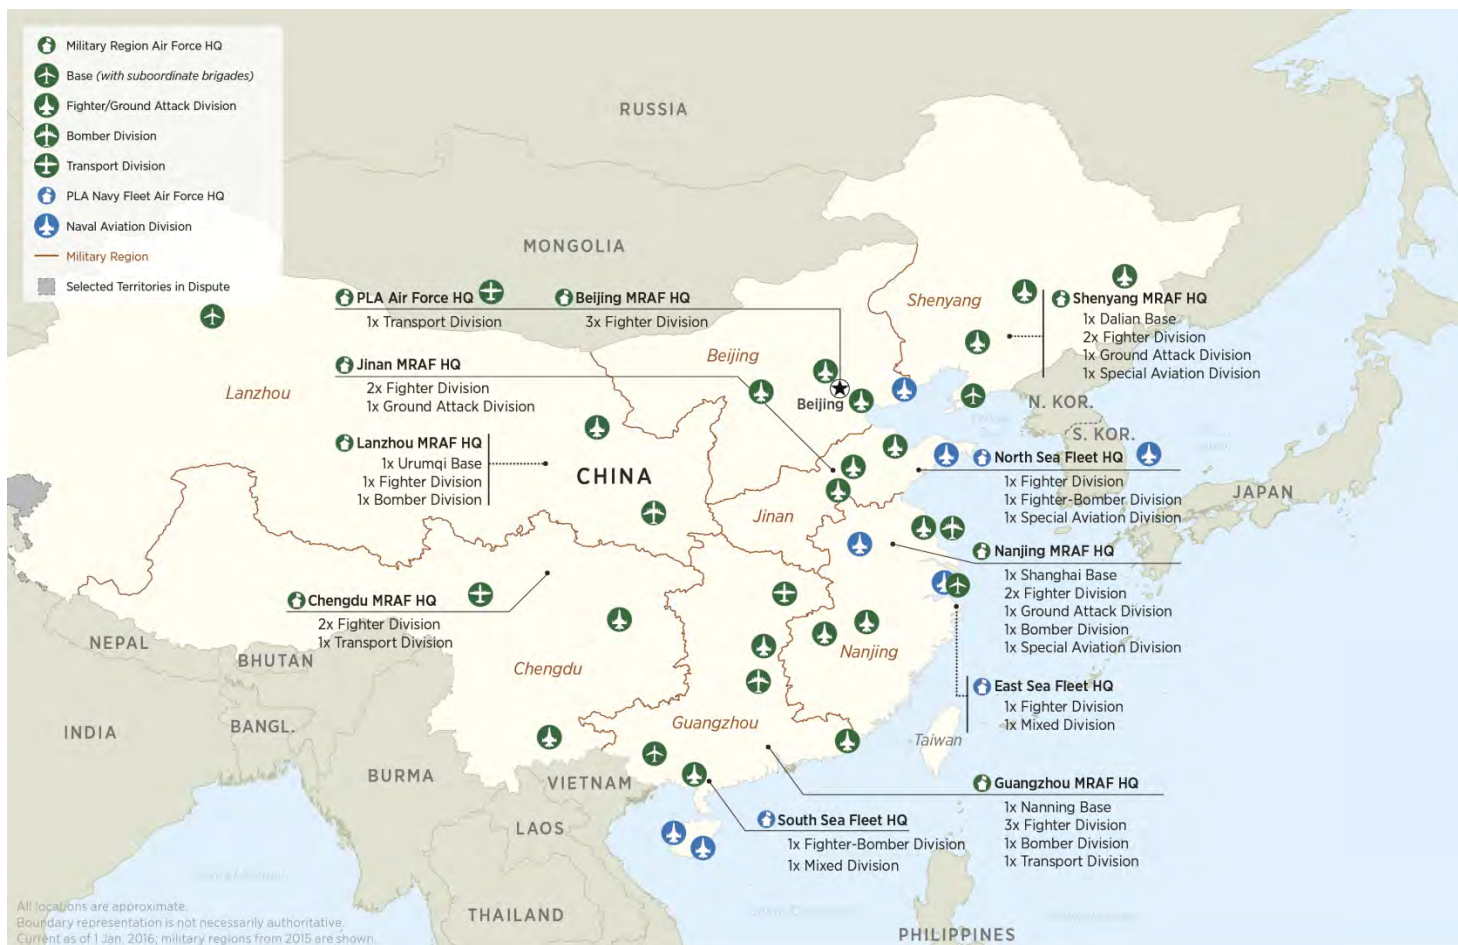 Military Region Air Force HQ
Base (with subordinate brigades)
Fighter/Ground Attack Division
Bomber Division
Transport Division
PLA Navy Fleet Air Force HQ
Naval Aviation Division
Military Region
Selected Territories in Dispute
RUSSIA
MONGOLIA
PLA Air Force HQ
1x Transport Division
Beijing MRAF HQ
3x Fighter Division
Shenyang
Shenyang MRAF HQ
1x Dalian Base
2x Fighter Division
1x Ground Attack Division
1x Special Aviation Division
Jinan MRAF HQ
2x Fighter Division
1x Ground Attack Division
Beijing
Lanzhou
Beijing
N. KOR.
S. KOR.
Lanzhou MRAF HQ
1x Urumqi Base
1x Fighter Division
1x Bomber Division
CHINA
North Sea Fleet HQ
1x Fighter Division
1x Fighter-Bomber Division
1x Special Aviation Division
JAPAN
Jinan
Nanjing MRAF HQ
1x Shanghai Base
2x Fighter Division
1x Ground Attack Division
1x Bomber Division
1x Special Aviation Division
Chengdu MRAF HQ
2x Fighter Division
1x Transport Division
NEPAL
BHUTAN
Chengdu
Nanjing
East Sea Fleet HQ
1x Fighter Division
1x Mixed Division
INDIA
BANGL.
Guangzhou
Taiwan
BURMA
VIETNAM
LAOS
Guangzhou MRAF HQ
1x Nanning Base
3x Fighter Division
1x Bomber Division
1x Transport Division
South Sea Fleet HQ
1x Fighter-Bomber Division
1x Mixed Division
THAILAND
PHILIPPINES
All locations are approximate.
Boundary representation is not necessarily authoritative.
Current as of 1 Jan. 2016; military regions from 2015 are shown.